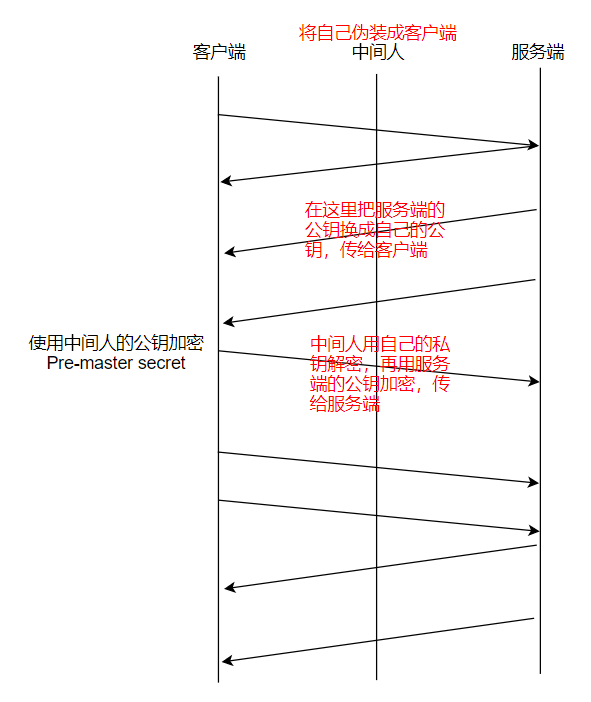 将自己伪装成客户端
客户端
中间人
服务端
在这里把服务端的
公钥换成自己的公
钥，传给客户端
使用中间人的公钥加密
Pre-master secret
中间人用自己的私
钥解密，再用服务
端的公钥加密，传
给服务端